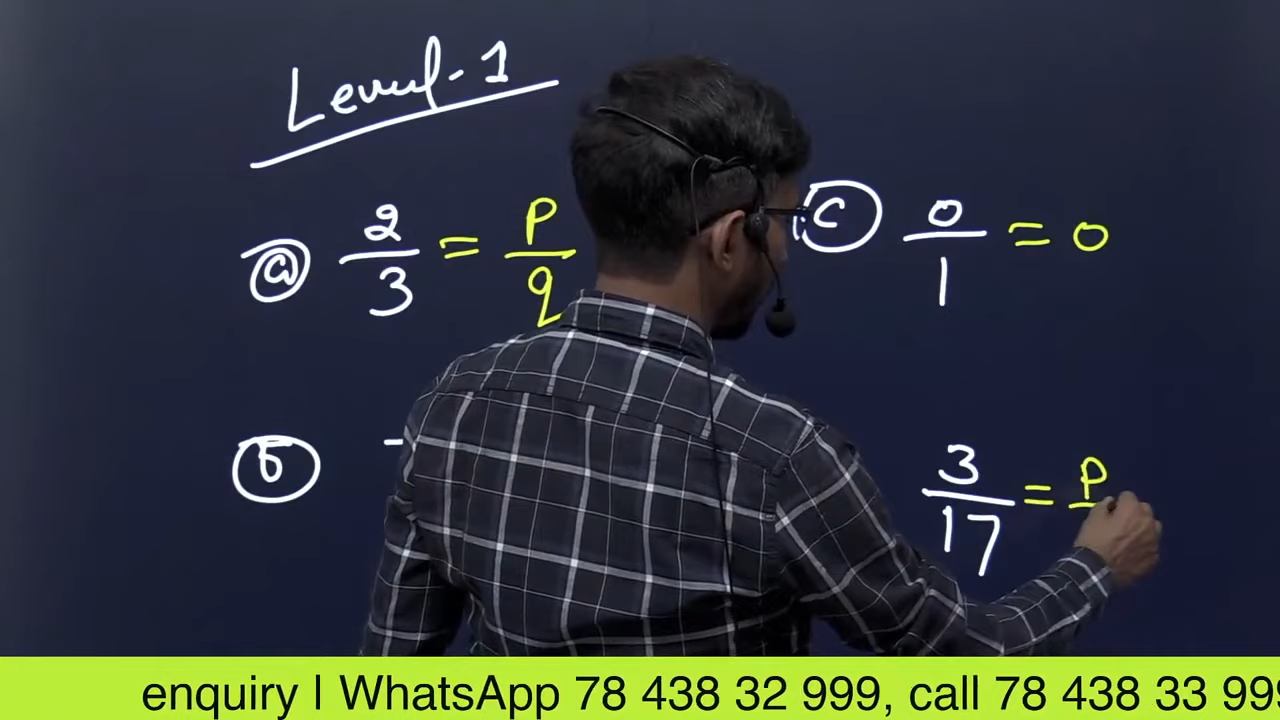 Level-1
(a) 2/3 = P/q
(c) 0/1 = 0
(b) -
3/17 = P
enquiry I WhatsApp 78 438 32 999, call 78 438 33 999